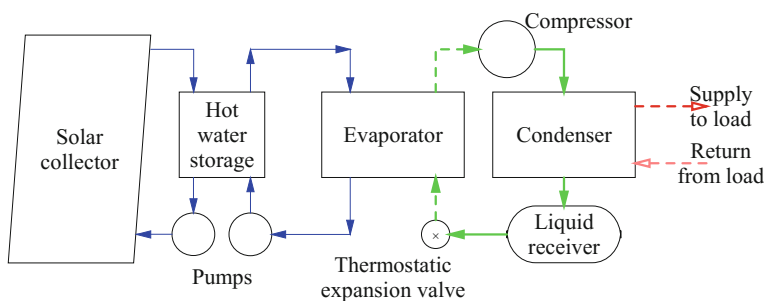 Compressor
Solar
collector
Hot
water
storage
Evaporator
Condenser
Supply
to load
Return
from load
Pumps
Thermostatic
expansion valve
Liquid
receiver